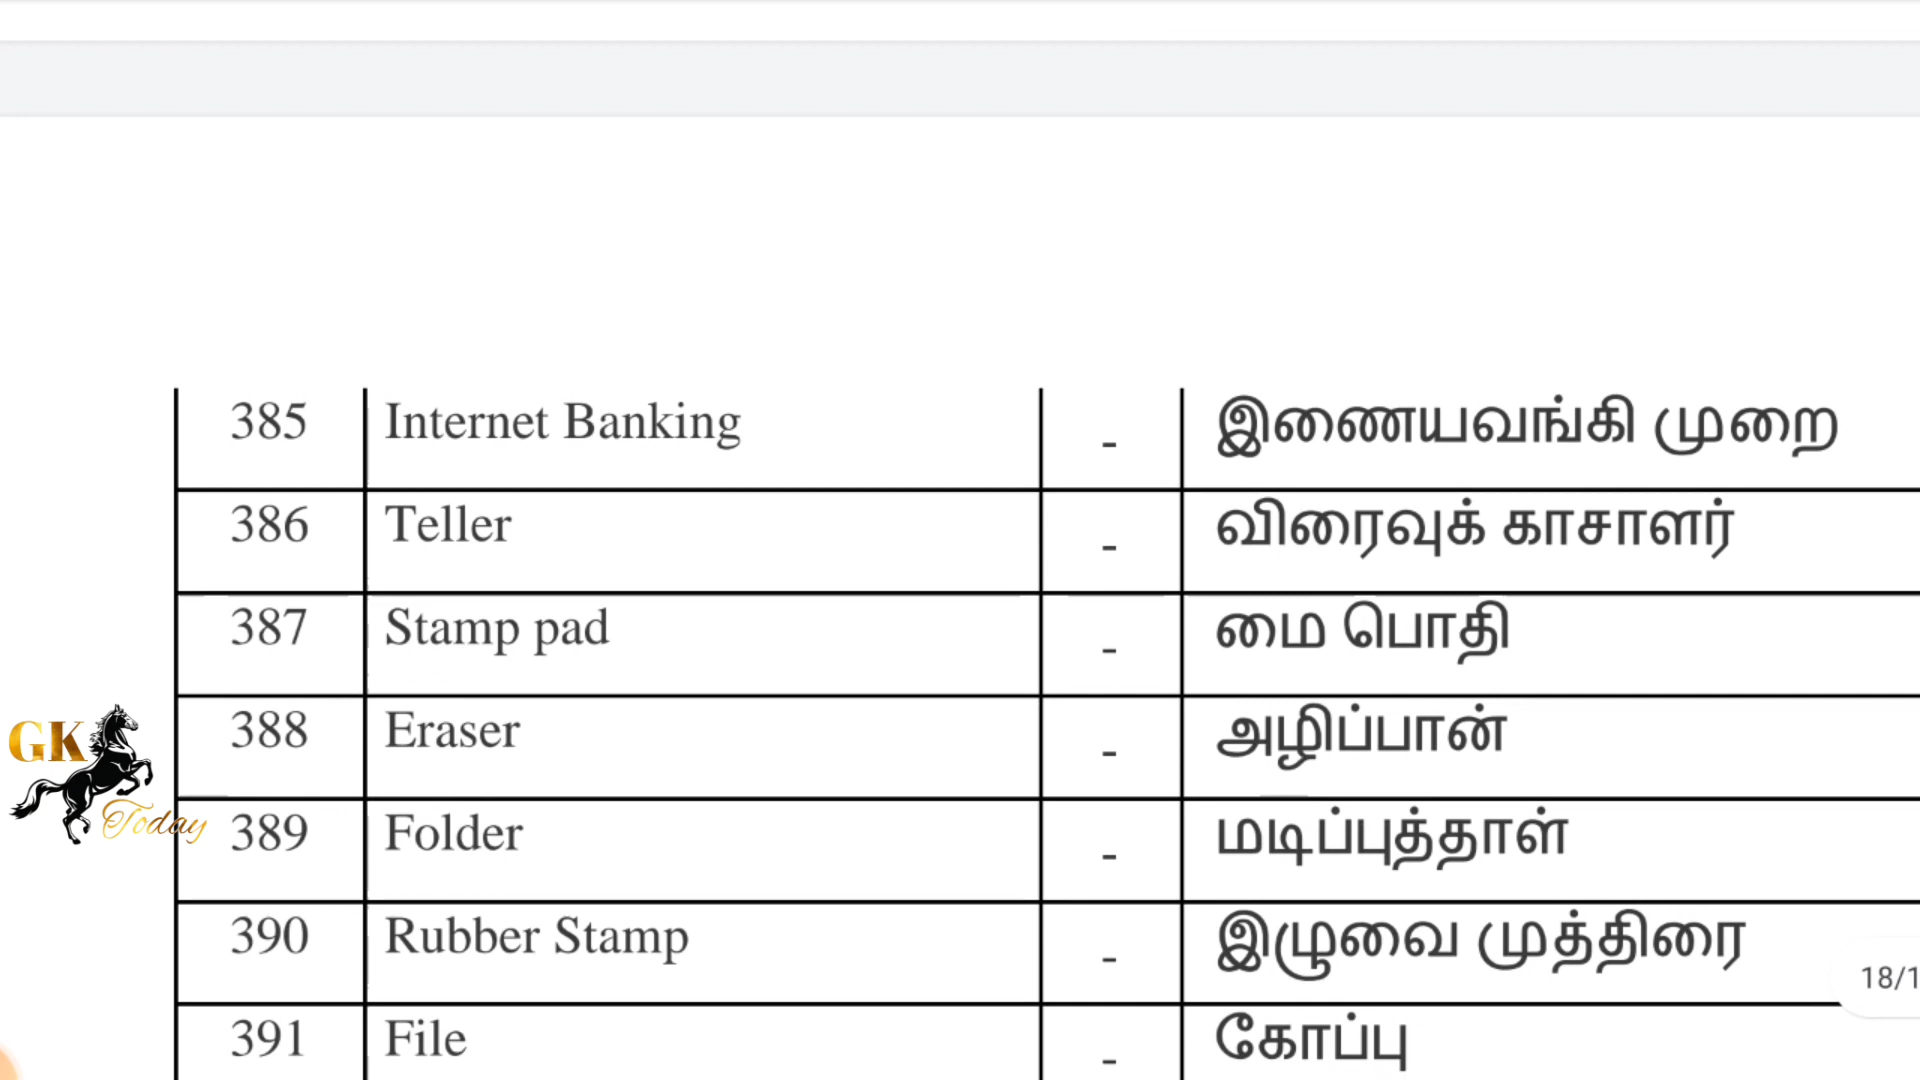 385 Internet Banking - இணையவங்கி முறை
386 Teller - விரைவுக் காசாளர்
387 Stamp pad - மை பொதி
388 Eraser - அழிப்பான்
GK Today
389 Folder - மடிப்புத்தாள்
390 Rubber Stamp - இழுவை முத்திரை
18/1
391 File - கோப்பு